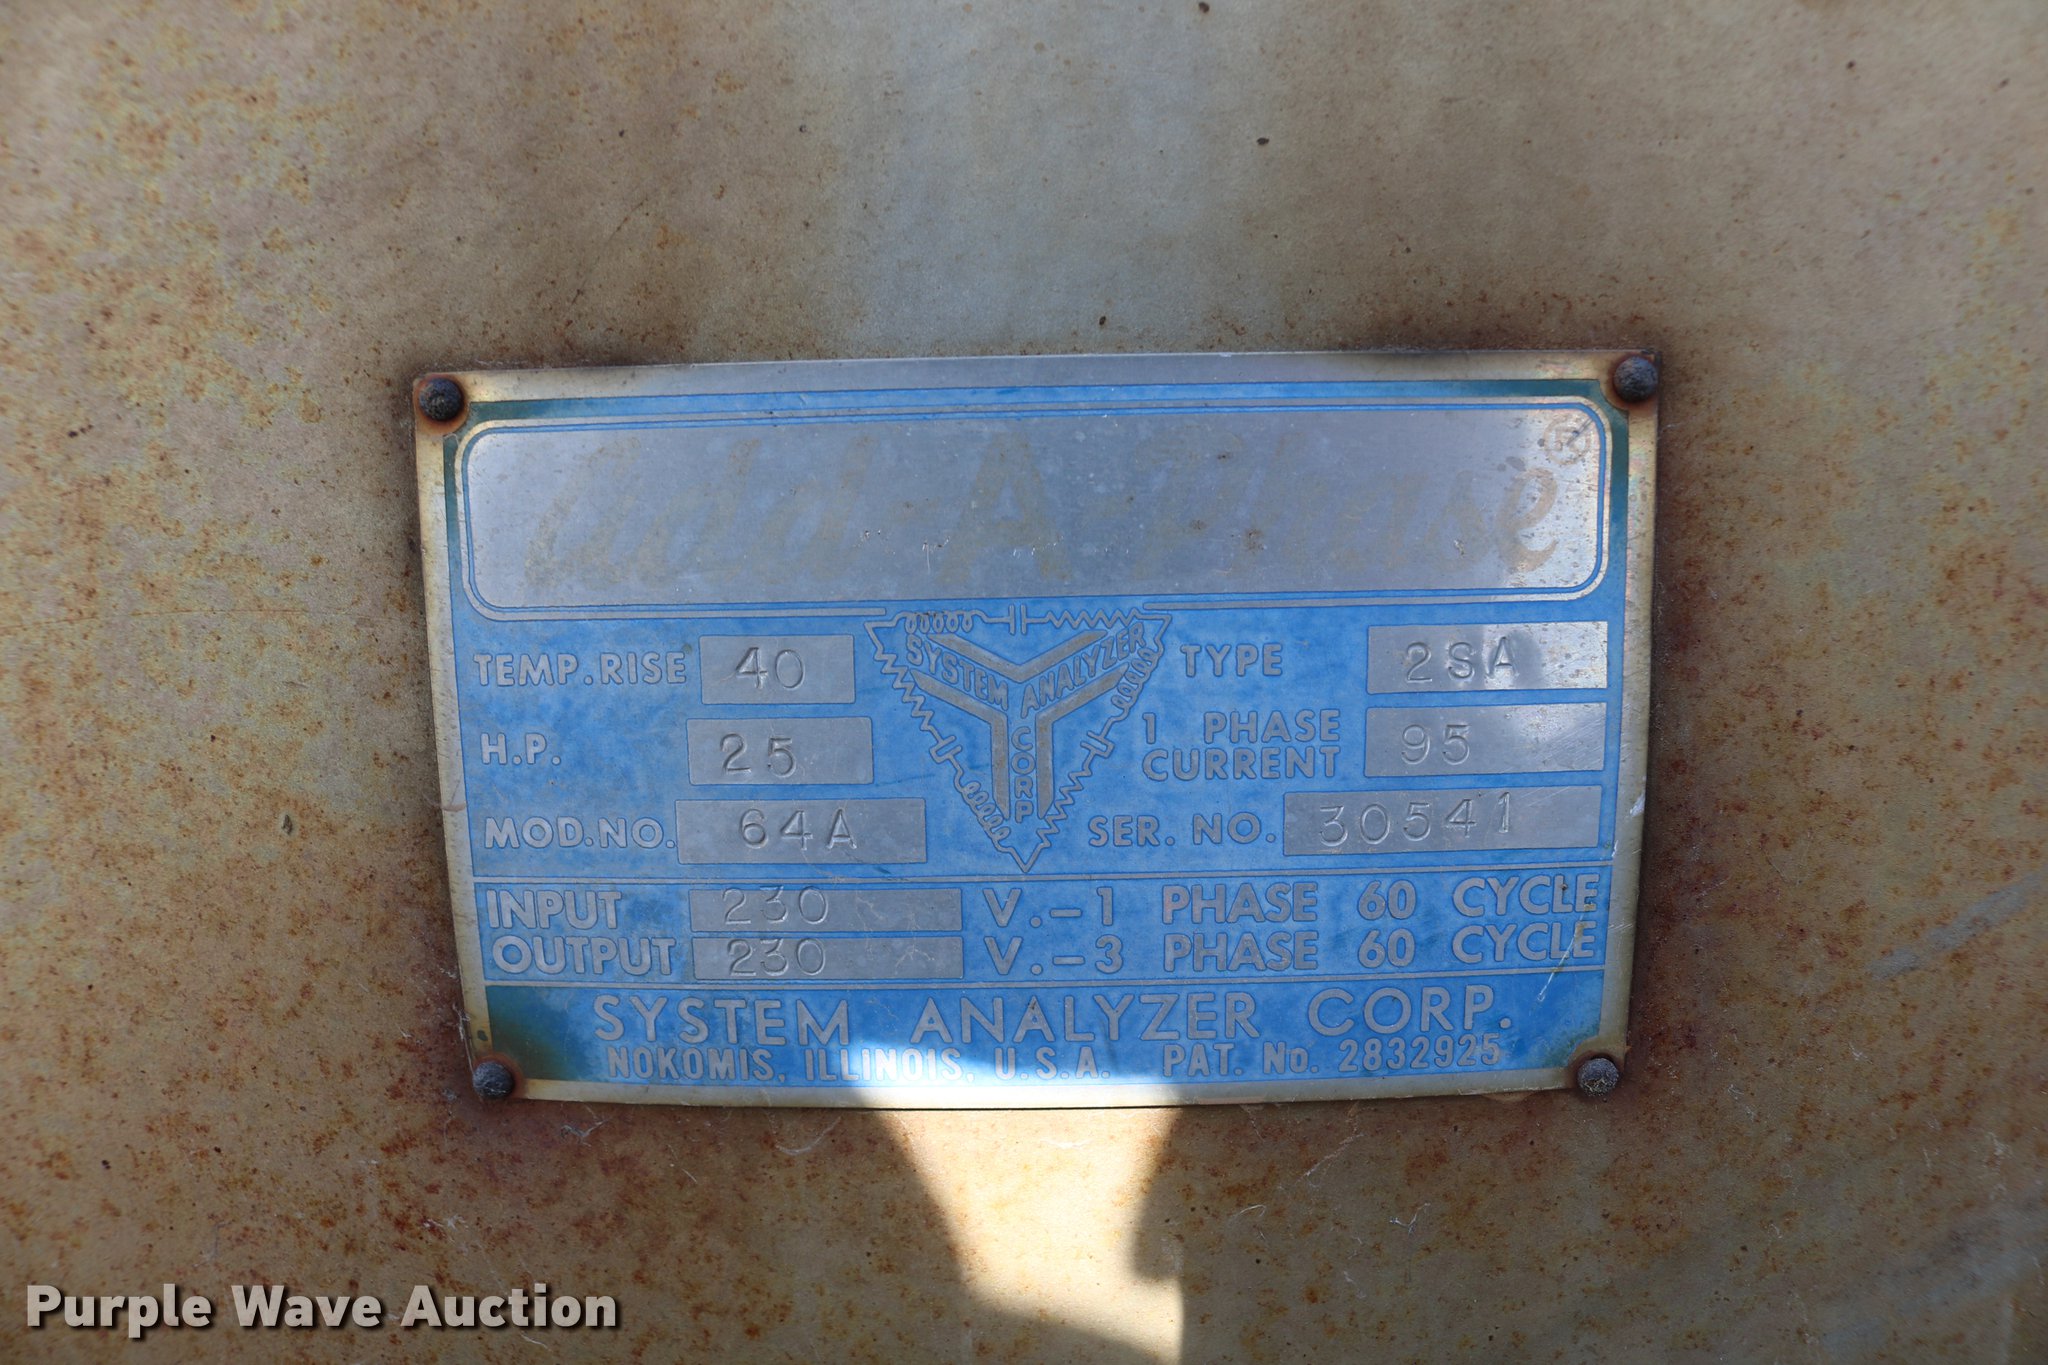 Add-A-Phase®
TEMP. RISE 40
TYPE 2SA
H.P. 25
1 PHASE CURRENT 95
MOD. NO. 64A
SER. NO. 30541
SYSTEM ANALYZER CORP
INPUT 230 V.-1 PHASE 60 CYCLE
OUTPUT 230 V.-3 PHASE 60 CYCLE
SYSTEM ANALYZER CORP.
NOKOMIS, ILLINOIS, U.S.A. PAT. No. 2832925
Purple Wave Auction